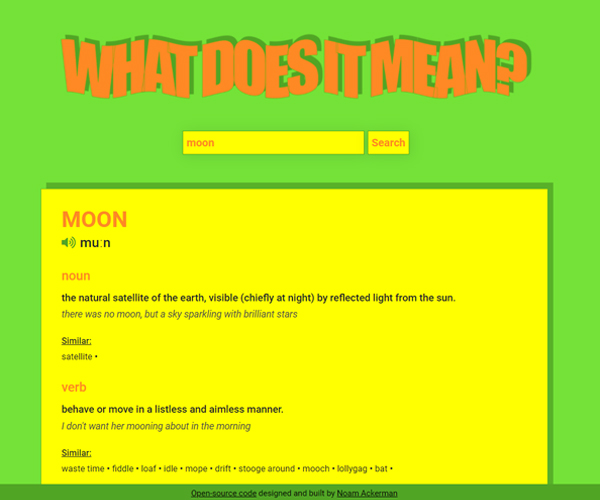 WHAT DOES IT MEAN?
moon Search
MOON
muːn
noun
the natural satellite of the earth, visible (chiefly at night) by reflected light from the sun.
there was no moon, but a sky sparkling with brilliant stars
Similar:
satellite •
verb
behave or move in a listless and aimless manner.
I don't want her mooning about in the morning
Similar:
waste time • fiddle • loaf • idle • mope • drift • stooge around • mooch • lollygag • bat •
Open-source code designed and built by Noam Ackerman